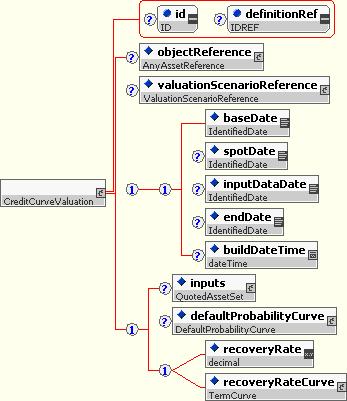 ? id ? definitionRef
ID IDREF
? objectReference
AnyAssetReference
? valuationScenarioReference
ValuationScenarioReference
baseDate
IdentifiedDate
? spotDate
IdentifiedDate
? inputDataDate
IdentifiedDate
CreditCurveValuation
1 1
? endDate
IdentifiedDate
? buildDateTime
dateTime
? inputs
QuotedAssetSet
? defaultProbabilityCurve
DefaultProbabilityCurve
1
recoveryRate
decimal
1
recoveryRateCurve
TermCurve